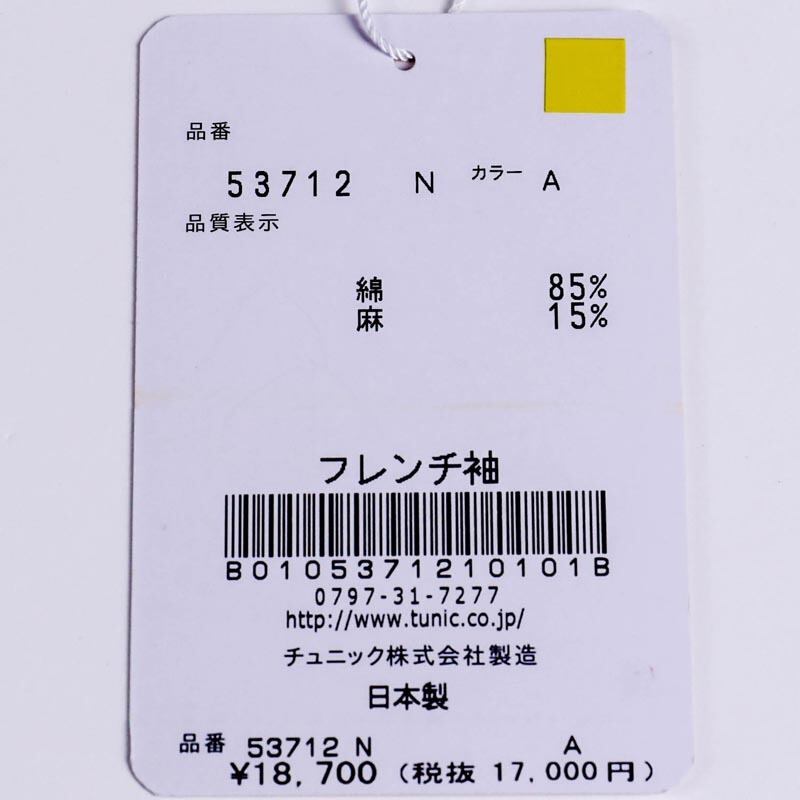 品番
53712 N カラー A
品質表示
綿 85%
麻 15%
フレンチ袖
B010537121010​1B
0797-31-7277
http://www.tunic.co.jp/
チュニック株式会社製造
日本製
品番 53712 N A
¥18,700 (税抜 17,000円)